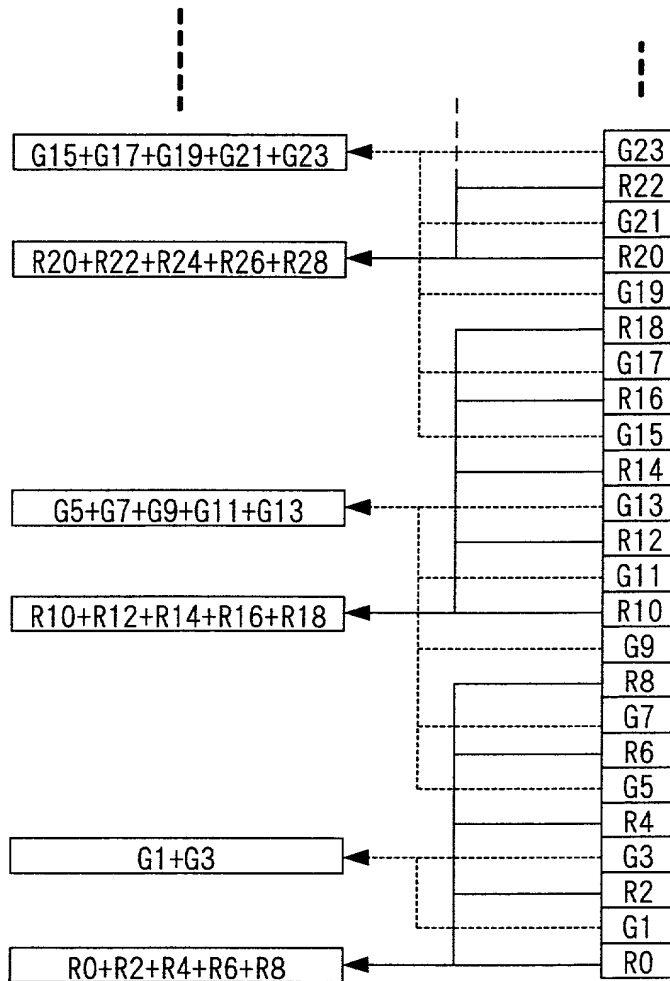 G15+G17+G19+G21+G23
R20+R22+R24+R26+R28
G5+G7+G9+G11+G13
R10+R12+R14+R16+R18
G1+G3
R0+R2+R4+R6+R8
G23
R22
G21
R20
G19
R18
G17
R16
G15
R14
G13
R12
G11
R10
G9
R8
G7
R6
G5
R4
G3
R2
G1
R0